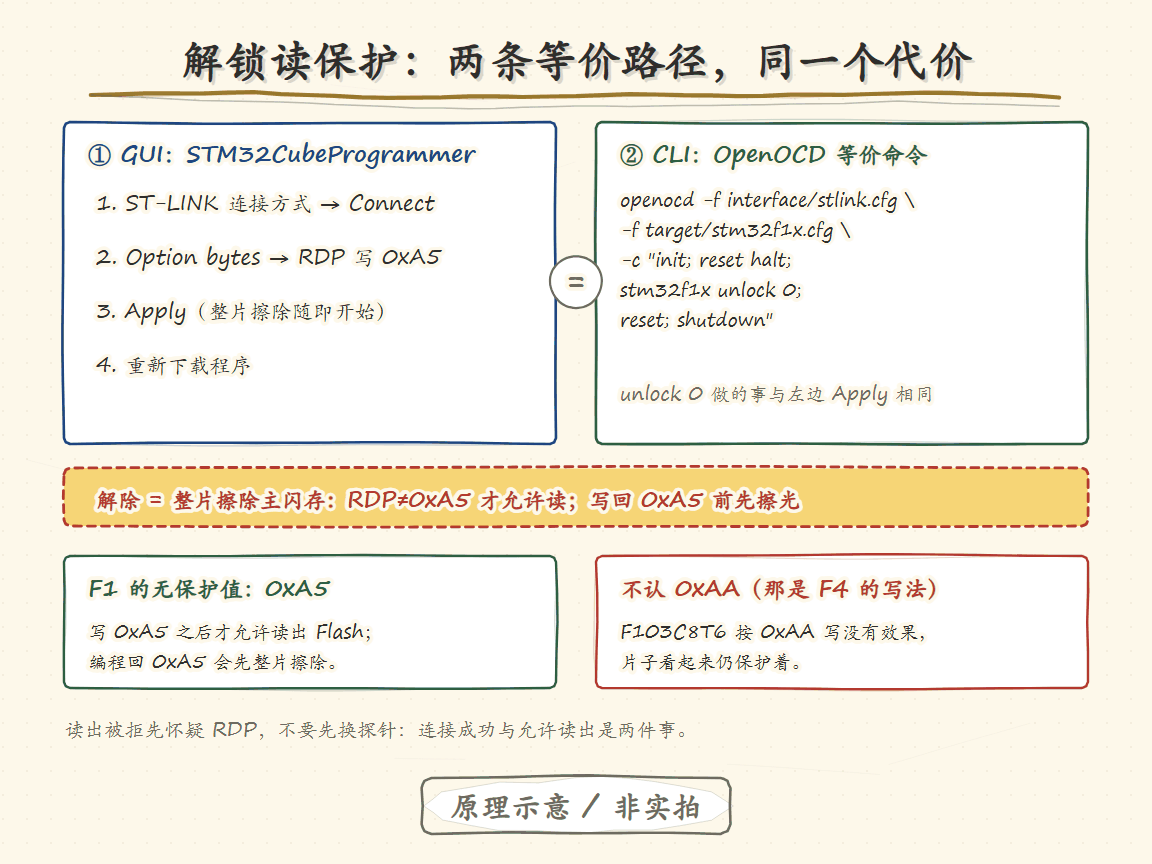 解锁读保护：两条等价路径，同一个代价
① GUI：STM32CubeProgrammer
1. ST-LINK 连接方式 → Connect
2. Option bytes → RDP 写 0xA5
3. Apply（整片擦除随即开始）
4. 重新下载程序
=
② CLI：OpenOCD 等价命令
openocd -f interface/stlink.cfg \
-f target/stm32f1x.cfg \
-c "init; reset halt;
stm32f1x unlock 0;
reset; shutdown"
unlock 0 做的事与左边 Apply 相同
解除 = 整片擦除主闪存：RDP≠0xA5 才允许读；写回 0xA5 前先擦光
F1 的无保护值：0xA5
写 0xA5 之后才允许读出 Flash；
编程回 0xA5 会先整片擦除。
不认 0xAA（那是 F4 的写法）
F103C8T6 按 0xAA 写没有效果，
片子看起来仍保护着。
读出被拒先怀疑 RDP，不要先换探针：连接成功与允许读出是两件事。
原理示意 / 非实拍